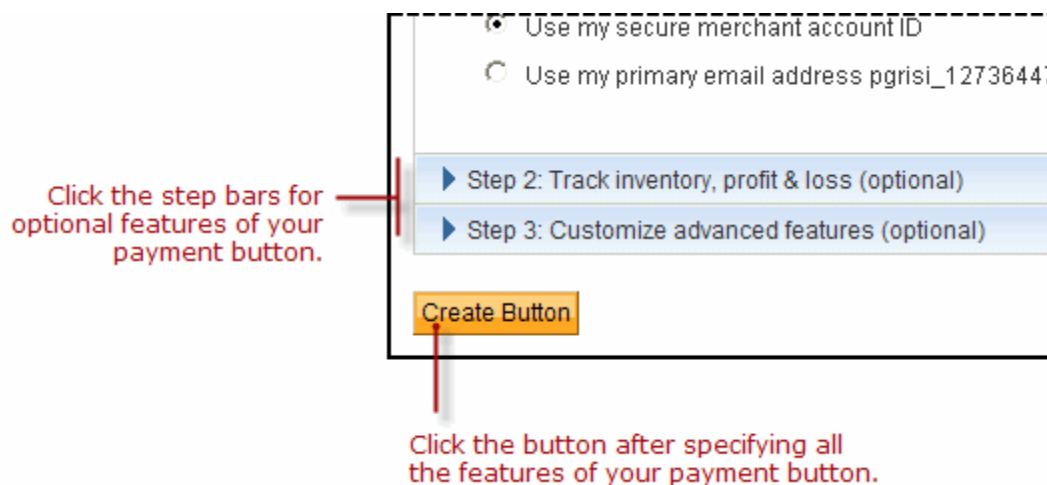 Use my secure merchant account ID
Use my primary email address pgrisi_1273644
Step 2: Track inventory, profit & loss (optional)
Step 3: Customize advanced features (optional)
Click the step bars for
optional features of your
payment button.
Create Button
Click the button after specifying all
the features of your payment button.